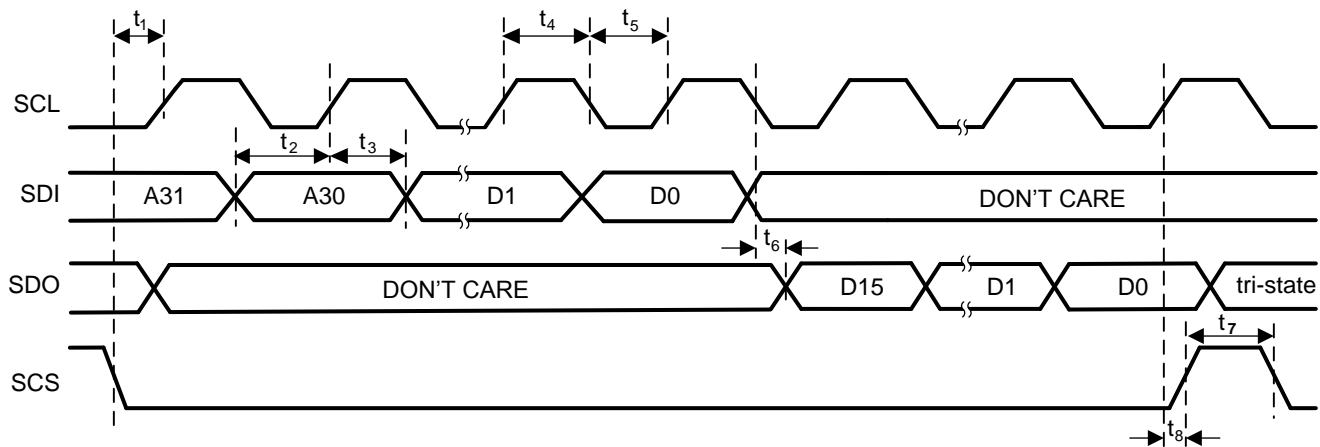 t1 t4 t5
SCL
t2 t3
SDI A31 A30 D1 D0 DON'T CARE
t6
SDO DON'T CARE D15 D1 D0 tri-state
t7
SCS
t8